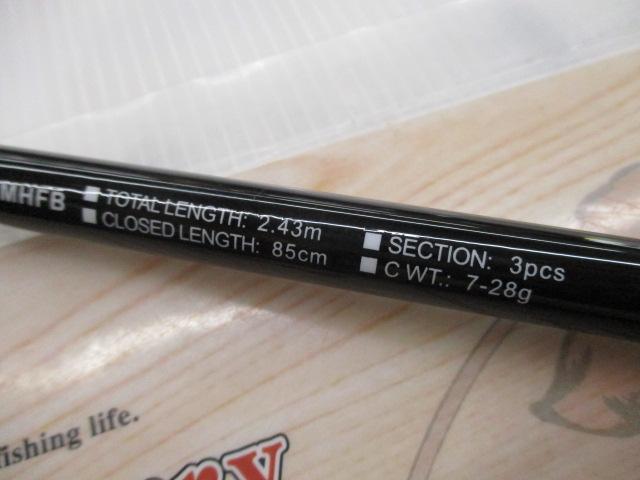 MHFB
TOTAL LENGTH: 2.43m
CLOSED LENGTH: 85cm
SECTION: 3pcs
C WT.: 7-28g
fishing life.